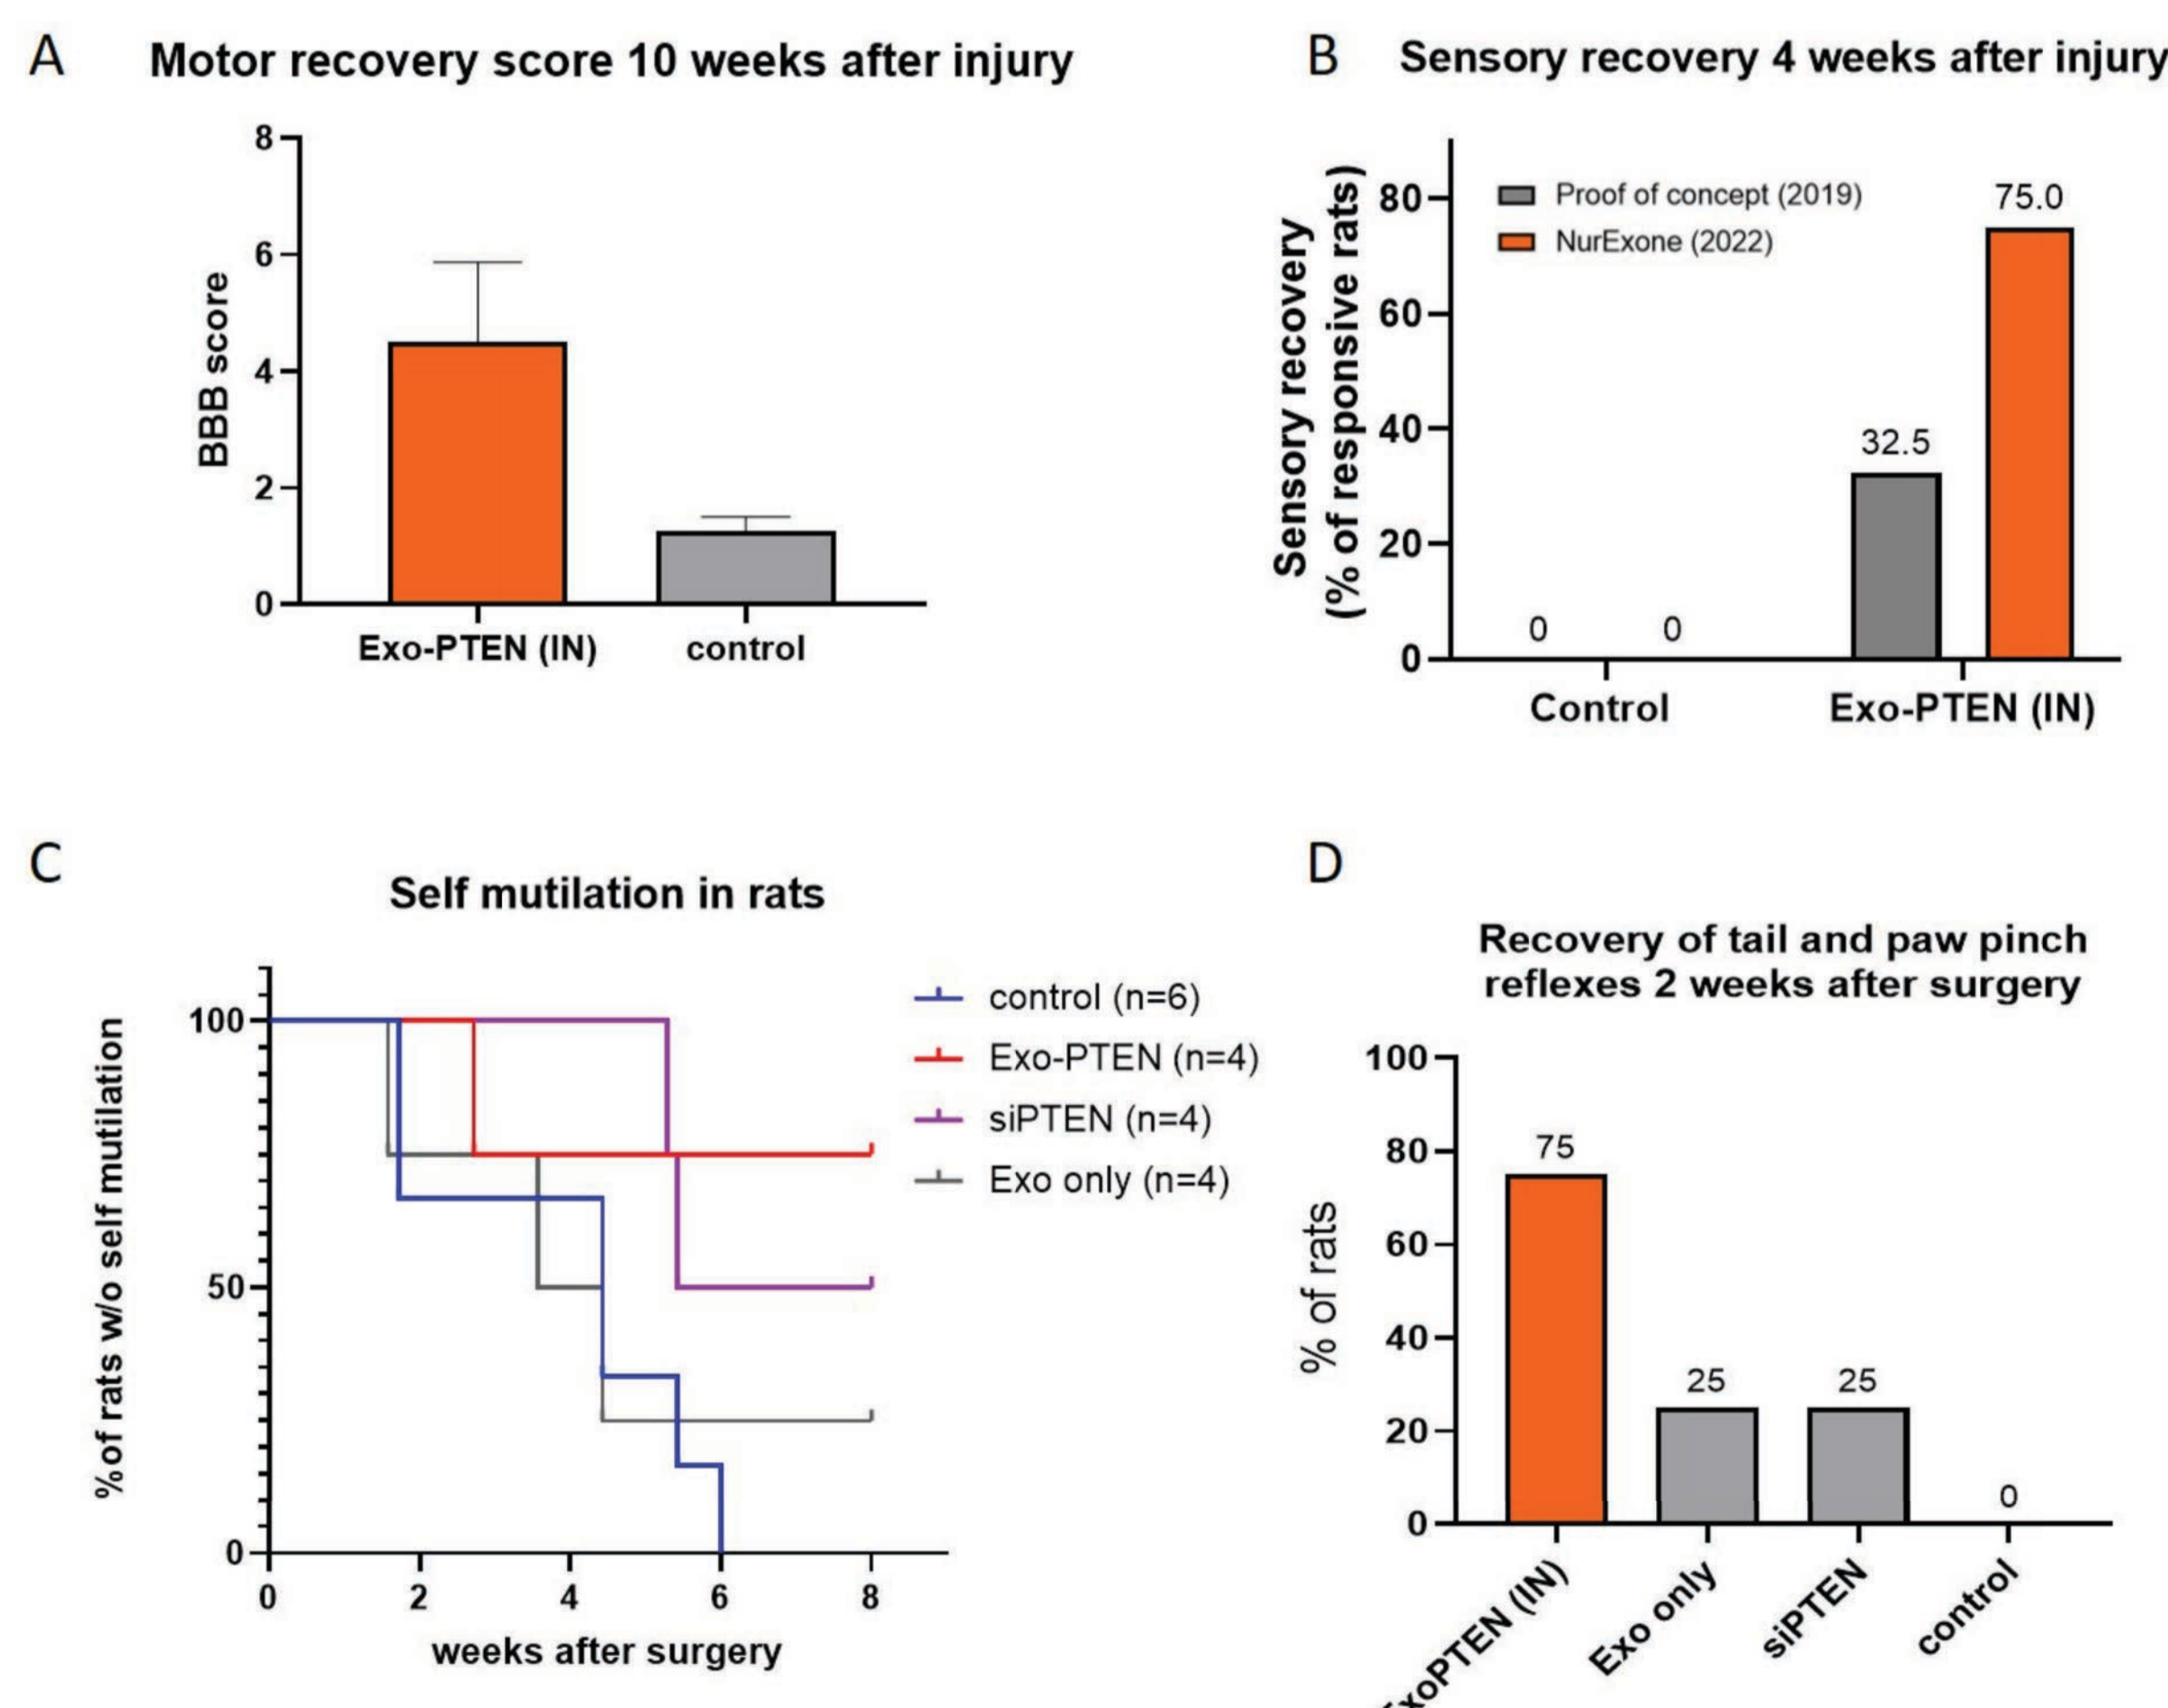 A
Motor recovery score 10 weeks after injury
BBB score
8
6
4
2
0
Exo-PTEN (IN)
control
B
Sensory recovery 4 weeks after injury
Sensory recovery
(% of responsive rats)
80
60
40
20
0
Proof of concept (2019)
NurExone (2022)
0
0
32.5
75.0
Control
Exo-PTEN (IN)
C
Self mutilation in rats
%of rats w/o self mutilation
100
50
0
0
2
4
6
8
weeks after surgery
control (n=6)
Exo-PTEN (n=4)
siPTEN (n=4)
Exo only (n=4)
D
Recovery of tail and paw pinch
reflexes 2 weeks after surgery
% of rats
100
80
60
40
20
0
75
25
25
0
xoPTEN (IN)
Exo only
siPTEN
control